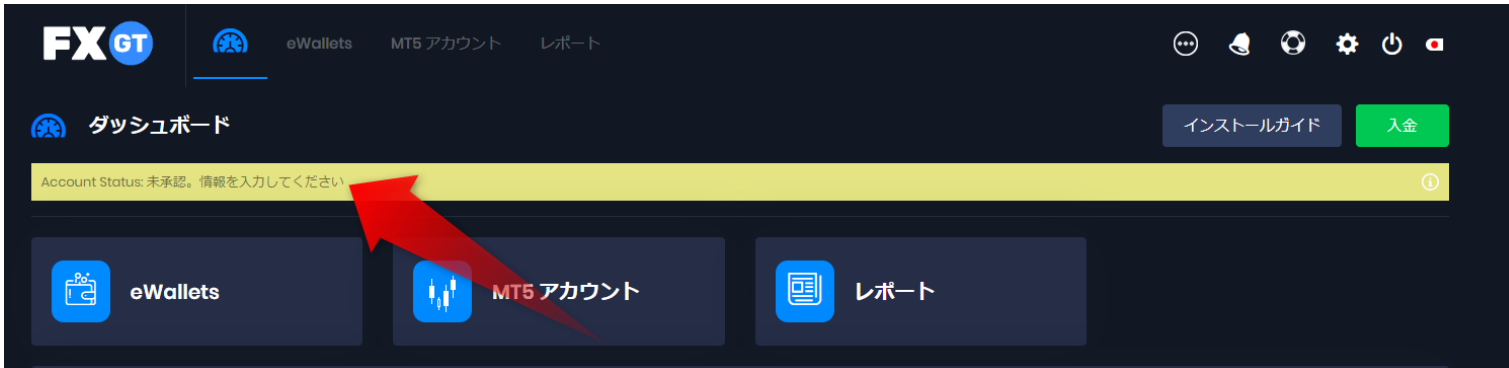 FXGT
eWallets
MT5 アカウント
レポート
ダッシュボード
インストールガイド
入金
Account Status: 未承認。情報を入力してください
eWallets
MT5 アカウント
レポート